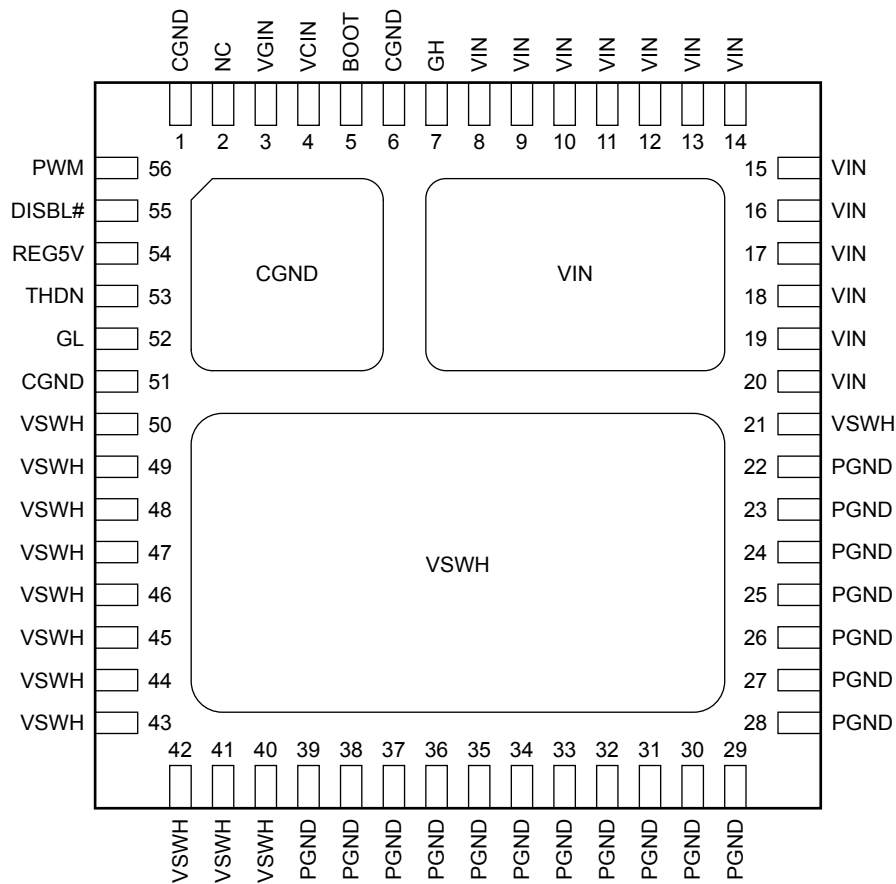 CGND NC VGIN VCIN BOOT CGND GH VIN VIN VIN VIN VIN VIN VIN
1 2 3 4 5 6 7 8 9 10 11 12 13 14
PWM 56 15 VIN
DISBL# 55 16 VIN
REG5V 54 17 VIN
CGND VIN
THDN 53 18 VIN
GL 52 19 VIN
CGND 51 20 VIN
VSWH 50 21 VSWH
VSWH 49 22 PGND
VSWH 48 23 PGND
VSWH 47 24 PGND
VSWH
VSWH 46 25 PGND
VSWH 45 26 PGND
VSWH 44 27 PGND
VSWH 43 28 PGND
42 41 40 39 38 37 36 35 34 33 32 31 30 29
VSWH VSWH VSWH PGND PGND PGND PGND PGND PGND PGND PGND PGND PGND PGND